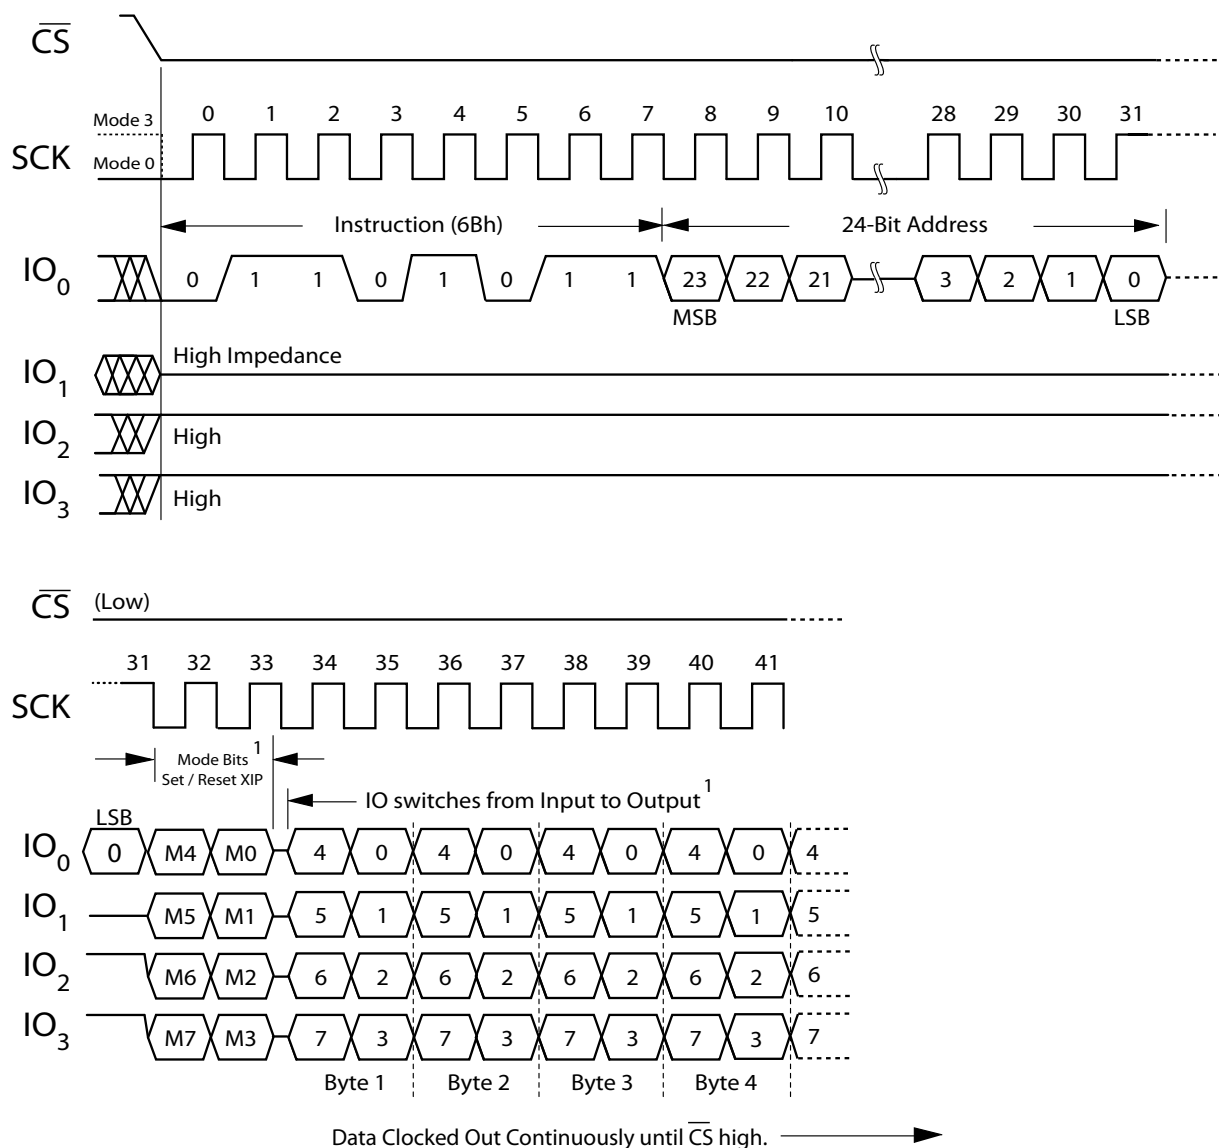 CS
Mode 3
0 1 2 3 4 5 6 7 8 9 10 28 29 30 31
SCK
Mode 0
Instruction (6Bh) 24-Bit Address
IO0 0 1 1 0 1 0 1 1 23 22 21 3 2 1 0
MSB LSB
High Impedance
IO1
IO2 High
IO3 High
CS (Low)
31 32 33 34 35 36 37 38 39 40 41
SCK
Mode Bits 1
Set / Reset XIP
IO switches from Input to Output 1
LSB
IO0 0 M4 M0 4 0 4 0 4 0 4 0 4
IO1 M5 M1 5 1 5 1 5 1 5 1 5
IO2 M6 M2 6 2 6 2 6 2 6 2 6
IO3 M7 M3 7 3 7 3 7 3 7 3 7
Byte 1 Byte 2 Byte 3 Byte 4
Data Clocked Out Continuously until CS high.